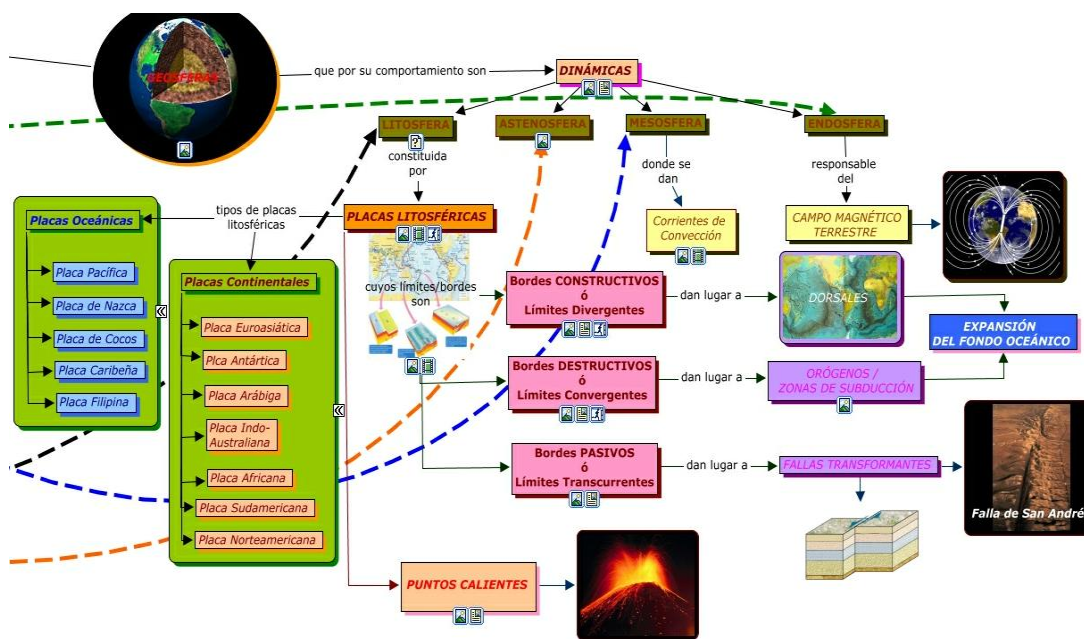 GEOSFERAS
que por su comportamiento son
DINÁMICAS
LITOSFERA
ASTENOSFERA
MESOSFERA
ENDOSFERA
constituida
por
donde se
dan
responsable
del
Placas Oceánicas
Placa Pacífica
Placa de Nazca
Placa de Cocos
Placa Caribeña
Placa Filipina
tipos de placas
litosféricas
PLACAS LITOSFÉRICAS
Corrientes de
Convección
CAMPO MAGNÉTICO
TERRESTRE
Placas Continentales
Placa Euroasiática
Plca Antártica
Placa Arábiga
Placa Indo-
Australiana
Placa Africana
Placa Sudamericana
Placa Norteamericana
cuyos límites/bordes
son
Bordes CONSTRUCTIVOS
ó
Límites Divergentes
dan lugar a
DORSALES
EXPANSIÓN
DEL FONDO OCEÁNICO
Bordes DESTRUCTIVOS
ó
Límites Convergentes
dan lugar a
ORÓGENOS /
ZONAS DE SUBDUCCIÓN
Bordes PASIVOS
ó
Límites Transcurrentes
dan lugar a
FALLAS TRANSFORMANTES
Falla de San André
PUNTOS CALIENTES